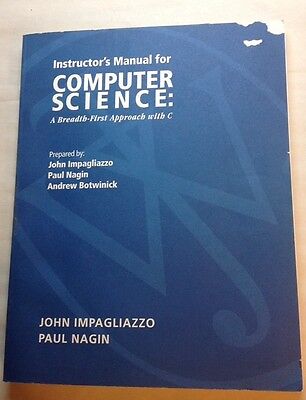 Instructor's Manual for
COMPUTER
SCIENCE:
A Breadth-First Approach with C
Prepared by:
John Impagliazzo
Paul Nagin
Andrew Botwinick
JOHN IMPAGLIAZZO
PAUL NAGIN